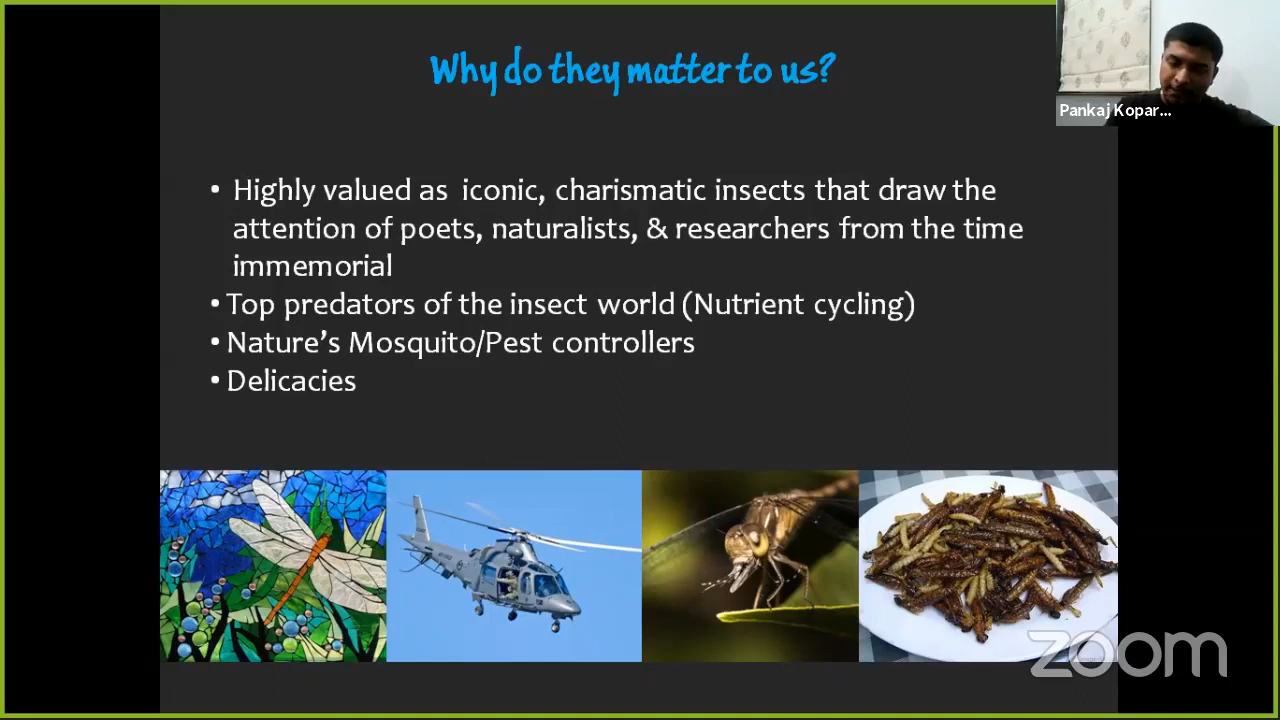 Why do they matter to us?
Pankaj Kopar...
• Highly valued as iconic, charismatic insects that draw the
attention of poets, naturalists, & researchers from the time
immemorial
• Top predators of the insect world (Nutrient cycling)
• Nature's Mosquito/Pest controllers
• Delicacies
zoom